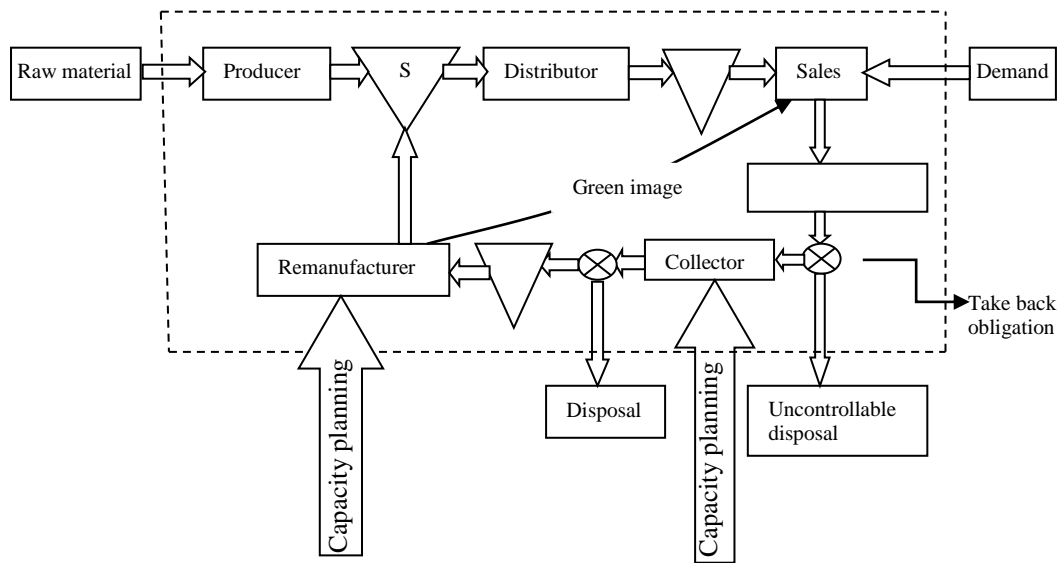 Raw material
Producer
S
Distributor
Sales
Demand
Green image
Remanufacturer
Collector
Take back
obligation
Capacity planning
Disposal
Capacity planning
Uncontrollable
disposal